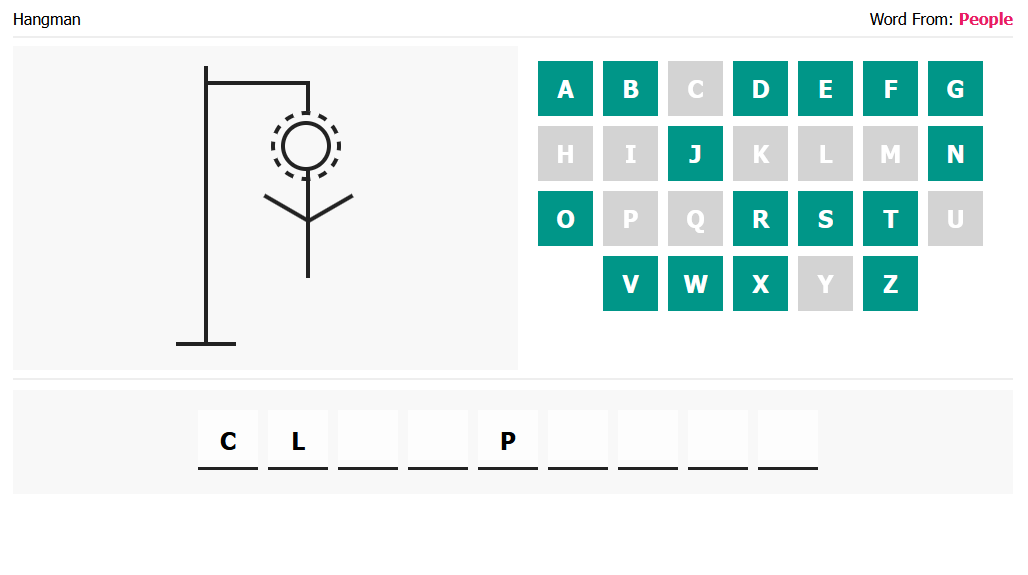 Hangman
Word From: People
A B C D E F G
H I J K L M N
O P Q R S T U
V W X Y Z
C L P